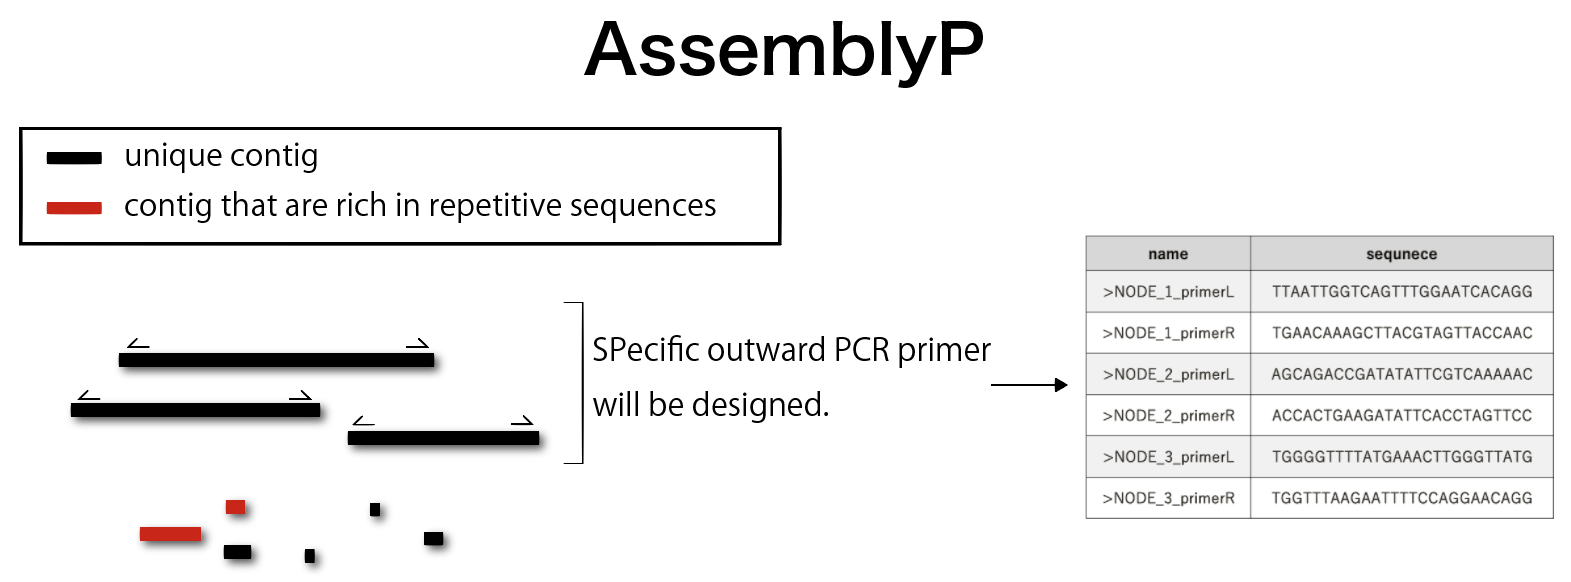 AssemblyP
unique contig
contig that are rich in repetitive sequences
SPecific outward PCR primer
will be designed.
name sequnece
>NODE_1_primerL TTAATTGGTCAGTTTGGAATCACAGG
>NODE_1_primerR TGAACAAAGCTTACGTAGTTACCAAC
>NODE_2_primerL AGCAGACCGATATATTCGTCAAAAAC
>NODE_2_primerR ACCACTGAAGATATTCACCTAGTTCC
>NODE_3_primerL TGGGGTTTTATGAAACTTGGGTTATG
>NODE_3_primerR TGGTTTAAGAATTTTCCAGGAACAGG